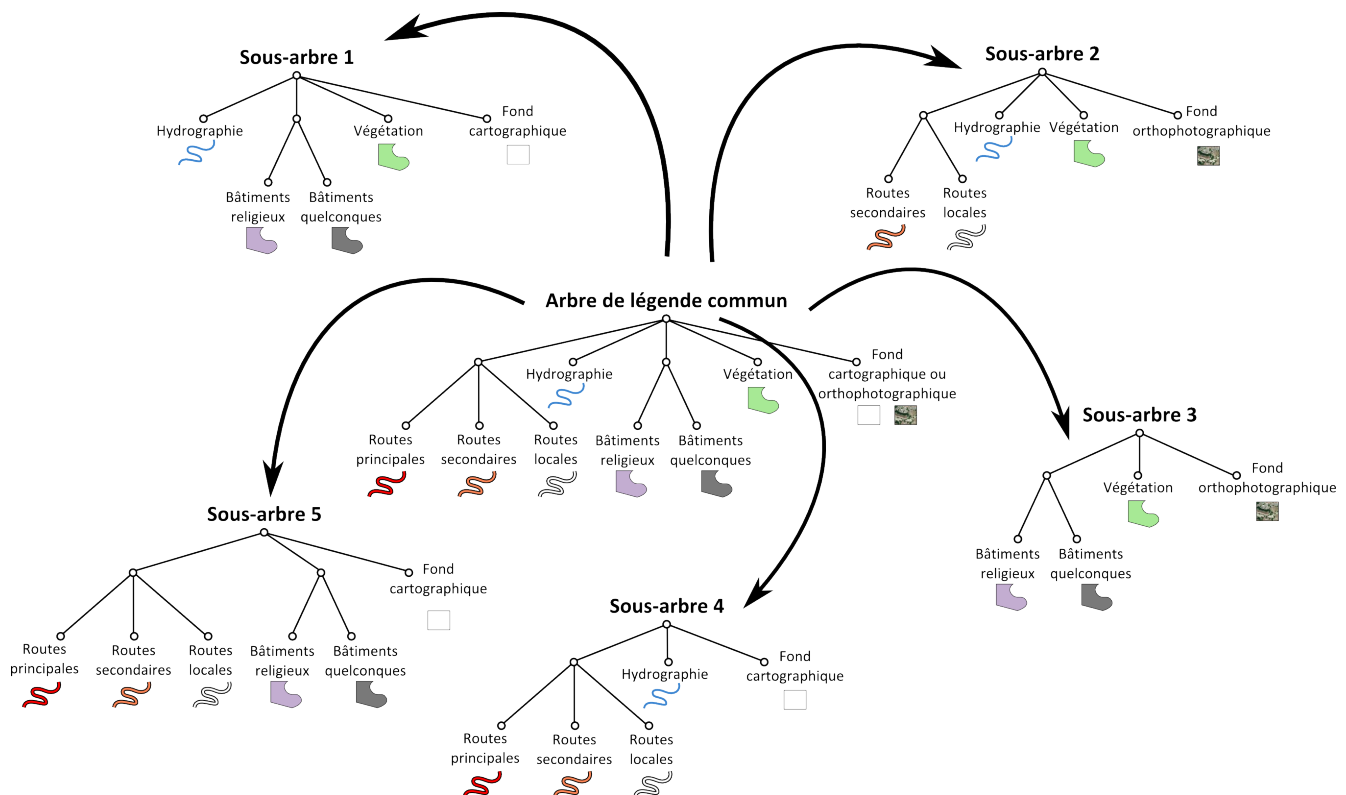 Sous-arbre 1
Hydrographie
Végétation
Fond
cartographique
Bâtiments
religieux
Bâtiments
quelconques
Sous-arbre 2
Hydrographie
Végétation
Fond
orthophotographique
Routes
secondaires
Routes
locales
Arbre de légende commun
Hydrographie
Végétation
Fond
cartographique ou
orthophotographique
Routes
principales
Routes
secondaires
Routes
locales
Bâtiments
religieux
Bâtiments
quelconques
Sous-arbre 3
Végétation
Fond
orthophotographique
Bâtiments
religieux
Bâtiments
quelconques
Sous-arbre 5
Fond
cartographique
Routes
principales
Routes
secondaires
Routes
locales
Bâtiments
religieux
Bâtiments
quelconques
Sous-arbre 4
Hydrographie
Fond
cartographique
Routes
principales
Routes
secondaires
Routes
locales